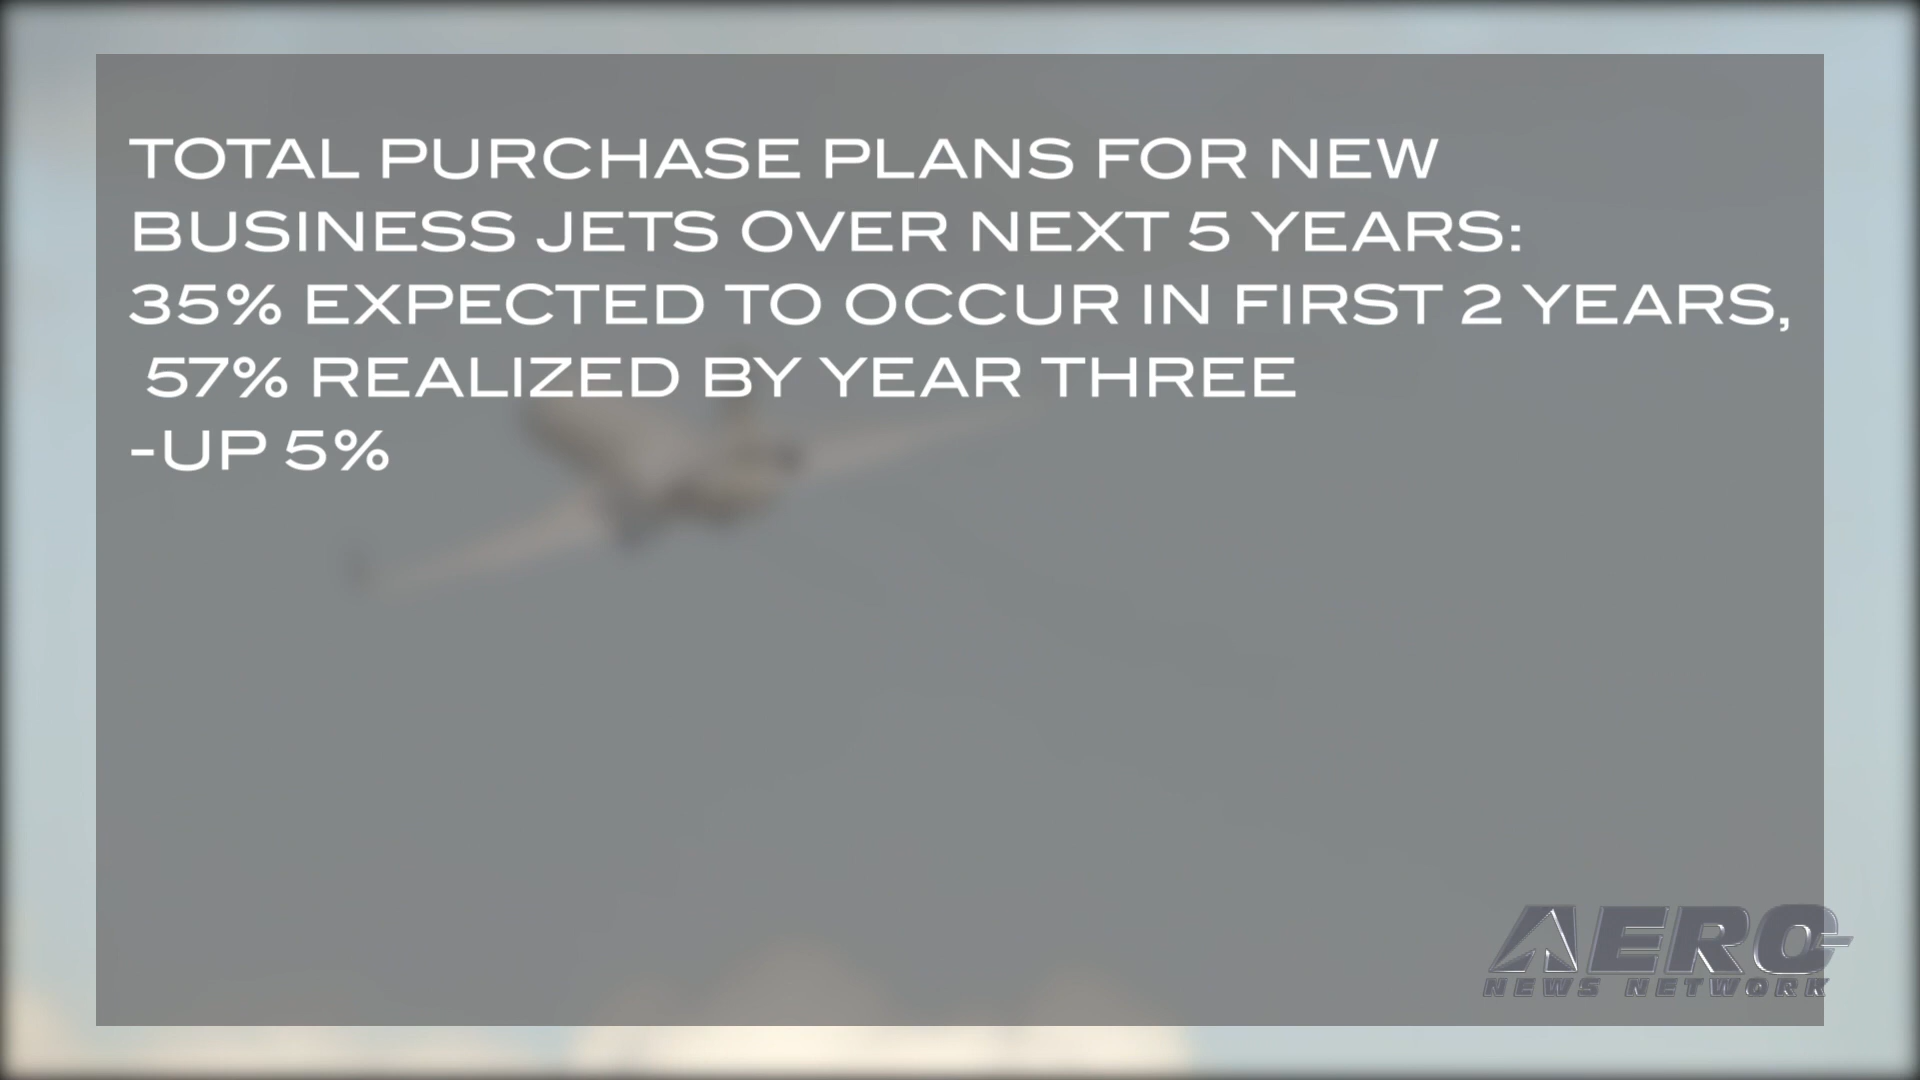 TOTAL PURCHASE PLANS FOR NEW
BUSINESS JETS OVER NEXT 5 YEARS:
35% EXPECTED TO OCCUR IN FIRST 2 YEARS,
57% REALIZED BY YEAR THREE
-UP 5%
AERO
NEWS NETWORK